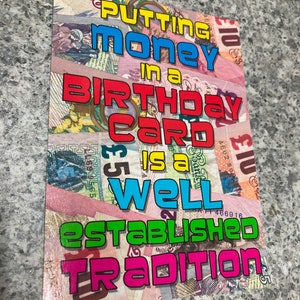 PUTTING
MONEY
IN A
BIRTHDAY
CARD
IS A
WELL
ESTABLISHED
TRADITION